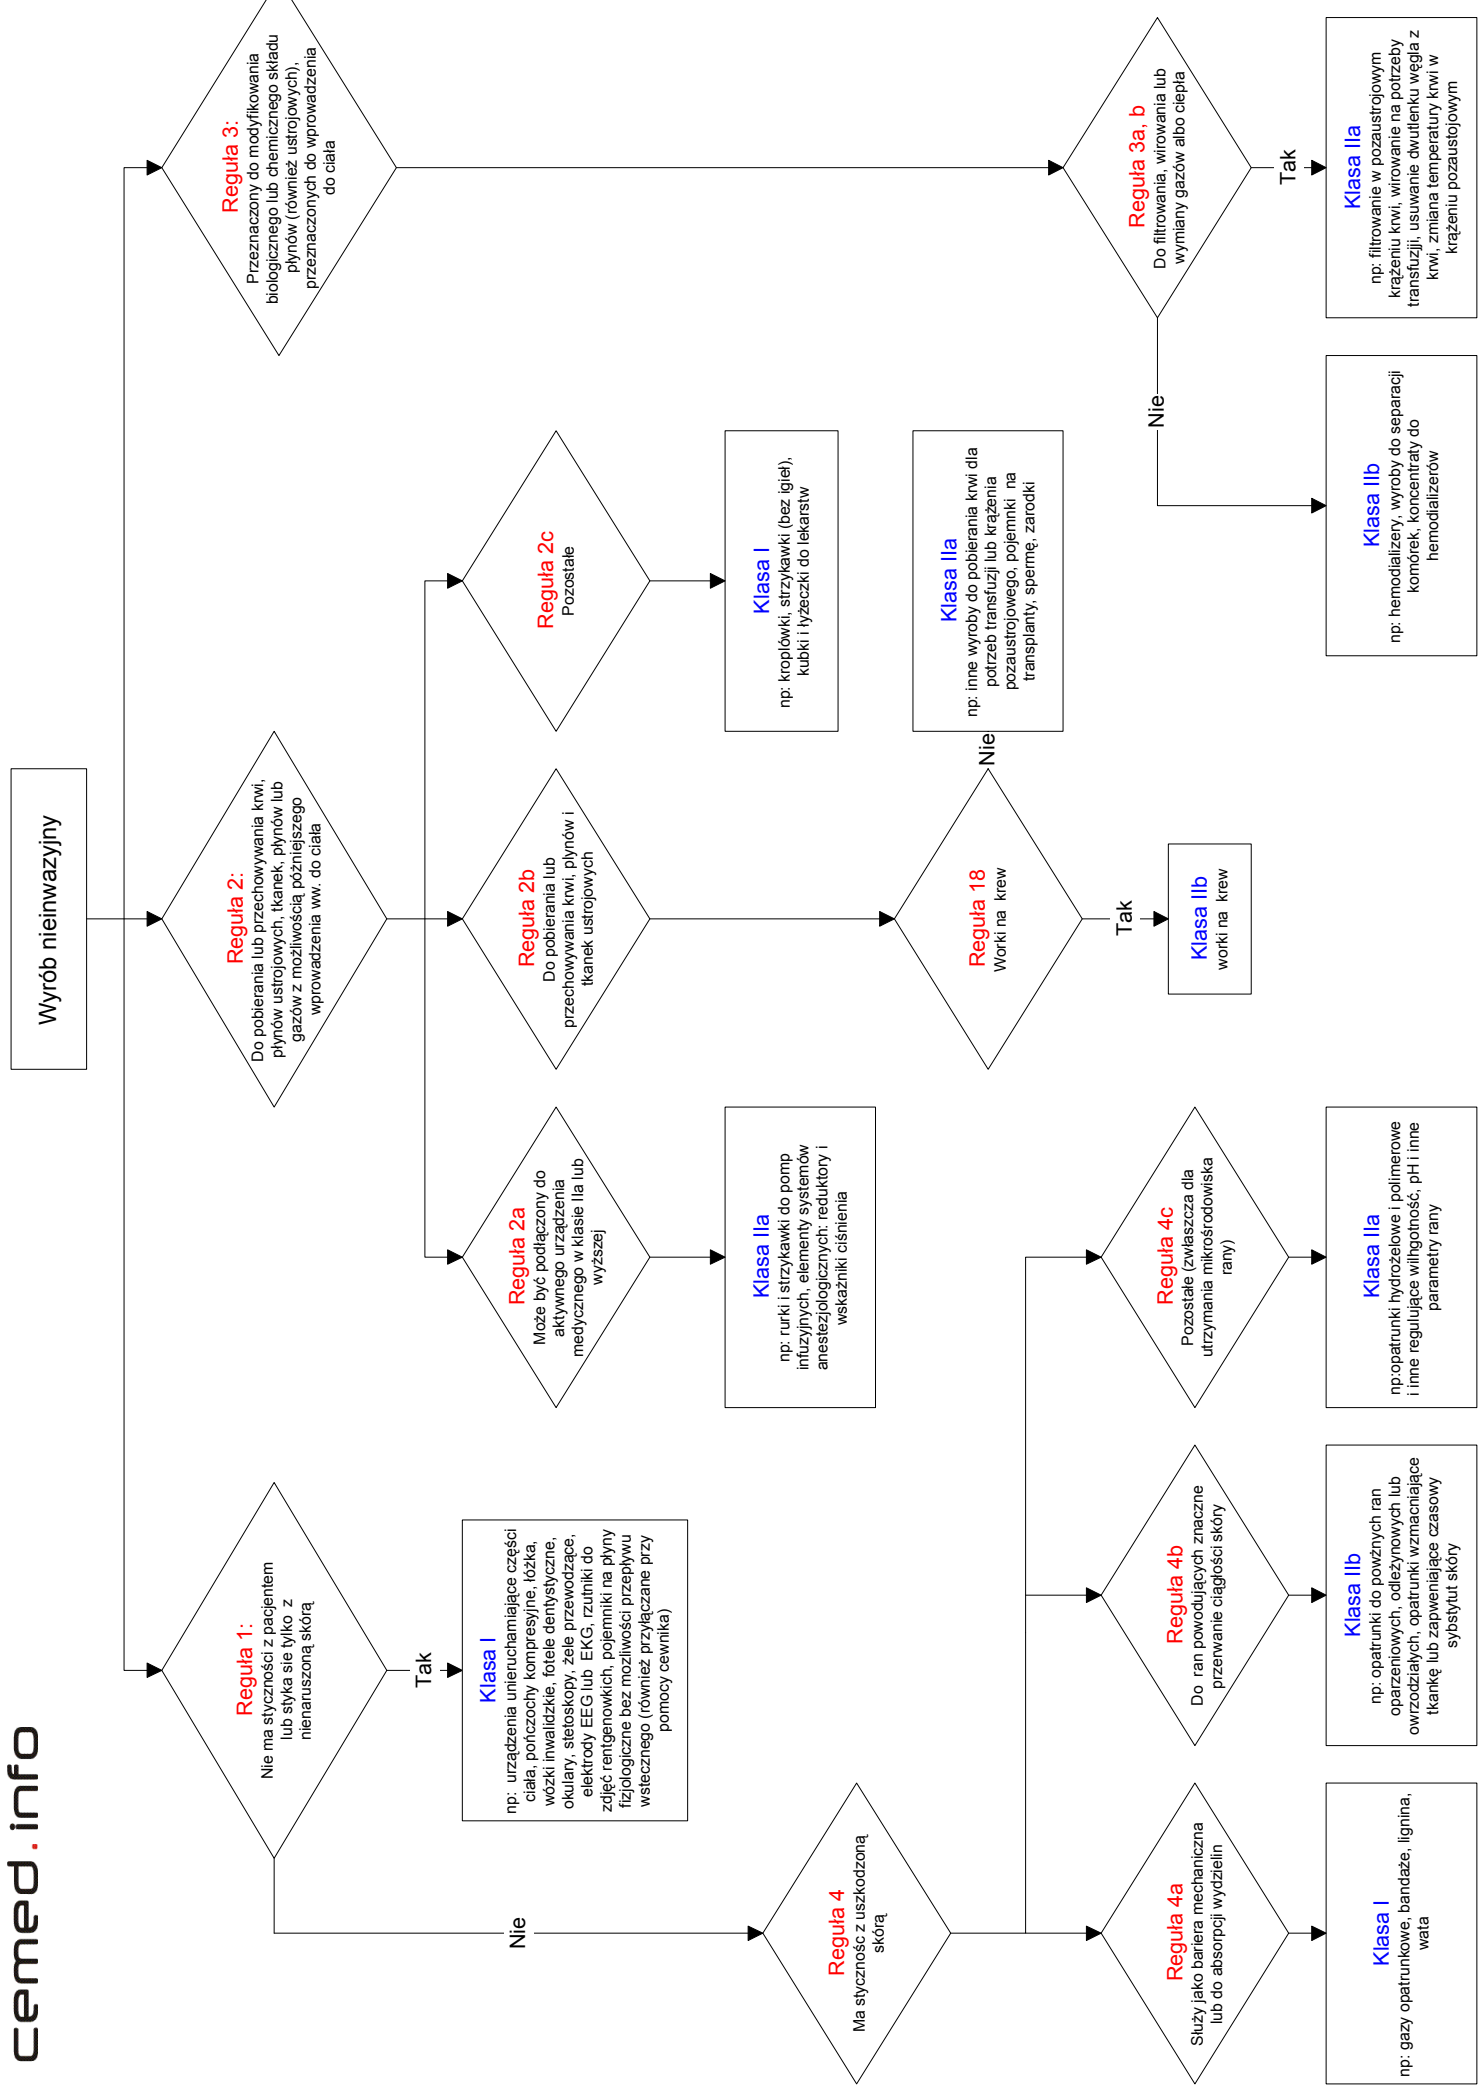 cemed.info
Wyrób nieinwazyjny
Reguła 1:
Nie ma styczności z pacjentem
lub styka sie tylko z
nienaruszoną skórą
Tak
Klasa I
np: urządzenia unieruchamiające części
ciała, pończochy kompresyjne, łóżka,
wózki inwalidzkie, fotele dentystyczne,
okulary, stetoskopy, żele przewodzące,
elektrody EEG lub EKG, rzutniki do
zdjęć rentgenowkich, pojemniki na płyny
fizjologiczne bez mozliwości przepływu
wstecznego (również przyłączane przy
pomocy cewnika)
Nie
Reguła 4
Ma stycznośc z uszkodzoną
skórą
Reguła 4a
Służy jako bariera mechaniczna
lub do absorpcji wydzielin
Klasa I
np: gazy opatrunkowe, bandaże, lignina,
wata
Reguła 4b
Do ran powodujących znaczne
przerwanie ciągłości skóry
Klasa IIb
np: opatrunki do powżnych ran
oparzeniowych, odleżynowych lub
owrzodziałych, opatrunki wzmacniające
tkankę lub zapweniające czasowy
sybstytut skóry
Reguła 4c
Pozostałe (zwłaszcza dla
utrzymania mikrośrodowiska
rany)
Klasa IIa
np:opatrunki hydrożelowe i polimerowe
i inne regulujące wilhgotność, pH i inne
parametry rany
Reguła 2:
Do pobierania lub przechowywania krwi,
płynów ustrojowych, tkanek, płynów lub
gazów z możliwością późniejszego
wprowadzenia ww. do ciała
Reguła 2a
Może być podłączony do
aktywnego urządzenia
medycznego w klasie IIa lub
wyższej
Klasa IIa
np: rurki i strzykawki do pomp
infuzyjnych, elementy systemów
anestezjologicznych: reduktory i
wskażniki ciśnienia
Reguła 2b
Do pobierania lub
przechowywania krwi, płynów i
tkanek ustrojowych
Reguła 18
Worki na krew
Tak
Klasa IIb
worki na krew
Nie
Klasa IIa
np: inne wyroby do pobierania krwi dla
potrzeb transfuzji lub krążenia
pozaustrojowego, pojemnki na
transplanty, spermę, zarodki
Reguła 2c
Pozostałe
Klasa I
np: kroplówki, strzykawki (bez igieł),
kubki i łyżeczki do lekarstw
Reguła 3:
Przeznaczony do modyfikowania
biologicznego lub chemicznego składu
płynów (również ustrojowych),
przeznaczonych do wprowadzenia
do ciała
Reguła 3a, b
Do filtrowania, wirowania lub
wymiany gazów albo ciepła
Nie
Klasa IIb
np: hemodializery, wyroby do separacji
komórek, koncentraty do
hemodializerów
Tak
Klasa IIa
np: filtrowanie w pozaustrojowym
krążeniu krwi, wirowanie na potrzeby
transfuzjji, usuwanie dwutlenku węgla z
krwi, zmiana temperatury krwi w
krążeniu pozaustojowym